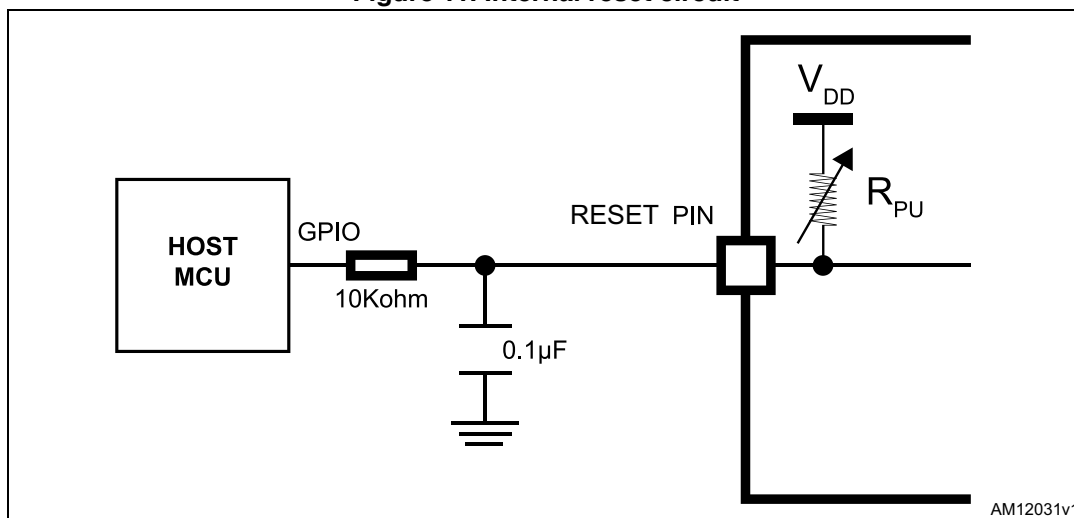 V DD
R PU
RESET PIN
GPIO
HOST
MCU
10Kohm
0.1µF
AM12031v1